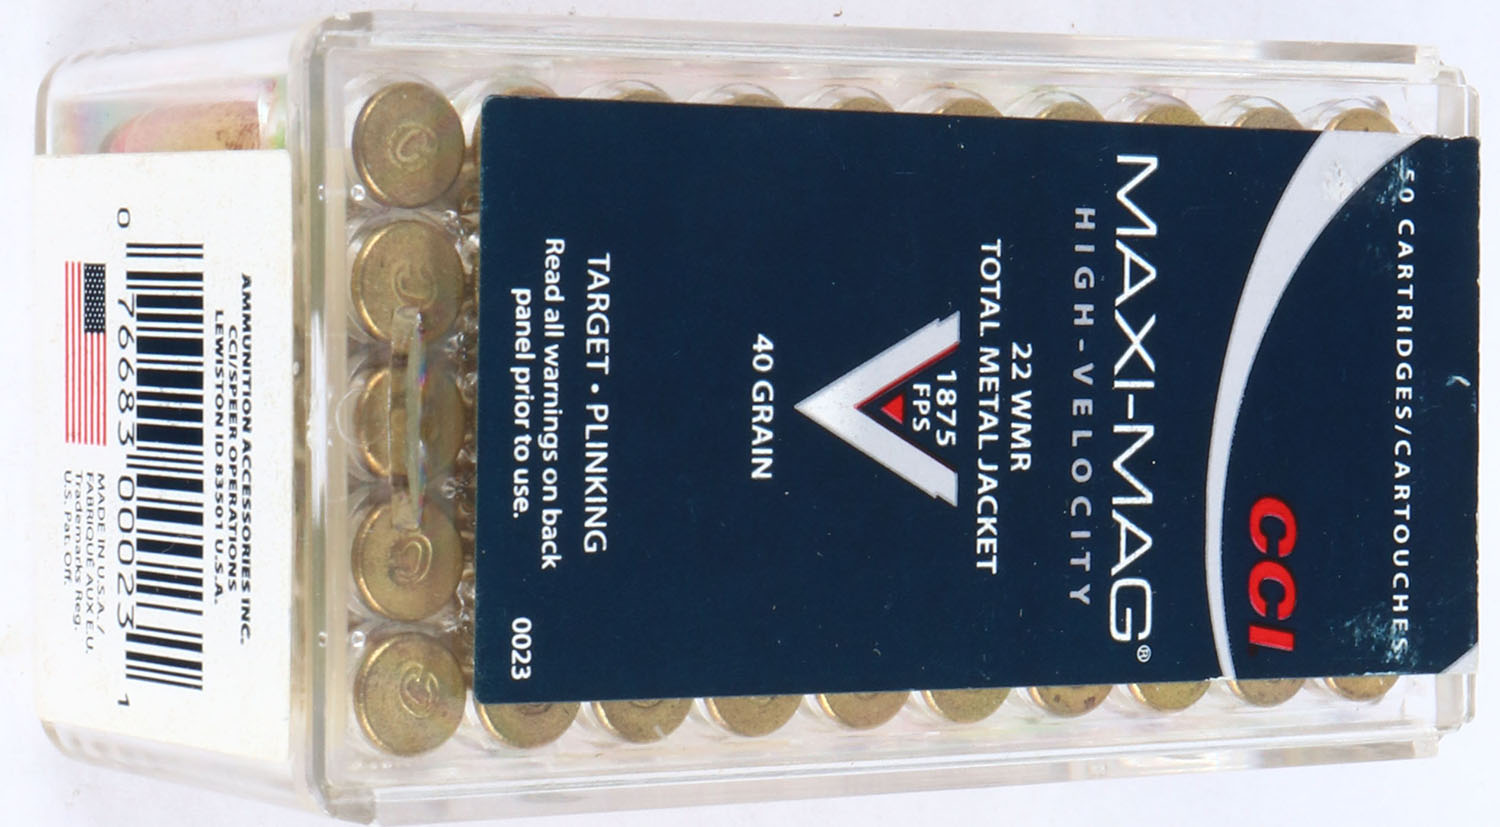 50 CARTRIDGES/CARTOUCHES
CCI
MAXI-MAG®
HIGH-VELOCITY
22 WMR
TOTAL METAL JACKET
1875
FPS
40 GRAIN
TARGET • PLINKING
Read all warnings on back
panel prior to use.
0023
AMMUNITION ACCESSORIES INC.
CCI/SPEER OPERATIONS
LEWISTON ID 83501 U.S.A.
0 76683 00023 1
MADE IN U.S.A. /
FABRIQUÉ AUX E.U.
Trademarks Reg.
U.S. Pat. Off.
C
C
C
C